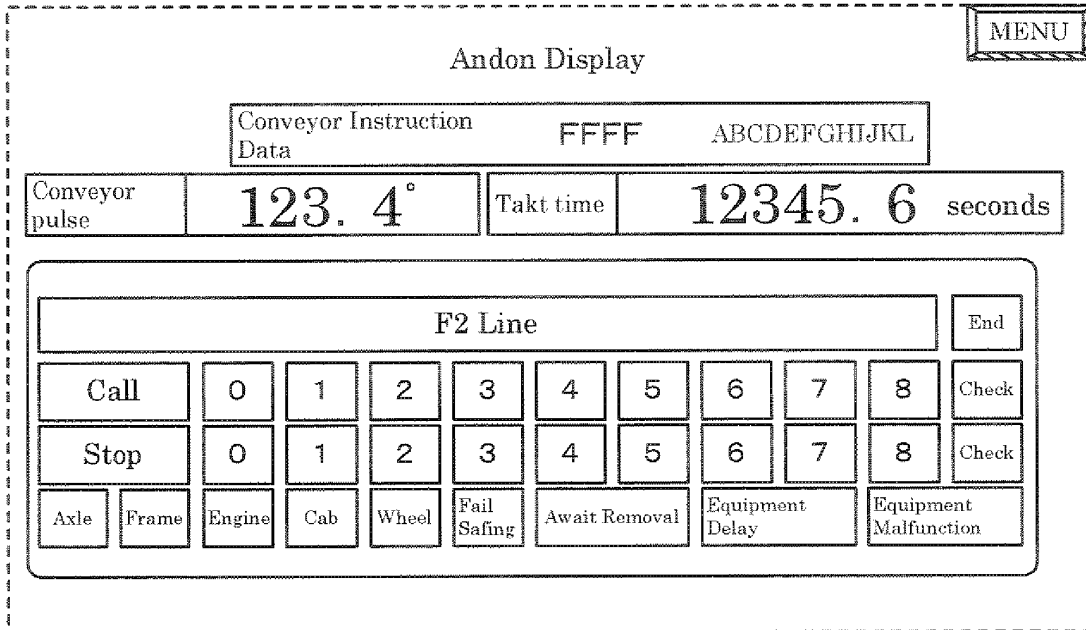 MENU
Andon Display
Conveyor Instruction
Data
FFFF
ABCDEFGHIJKL
Conveyor
pulse
123. 4°
Takt time
12345. 6 seconds
F2 Line
End
Call 0 1 2 3 4 5 6 7 8 Check
Stop 0 1 2 3 4 5 6 7 8 Check
Axle
Frame
Engine
Cab
Wheel
Fail
Safing
Await Removal
Equipment
Delay
Equipment
Malfunction